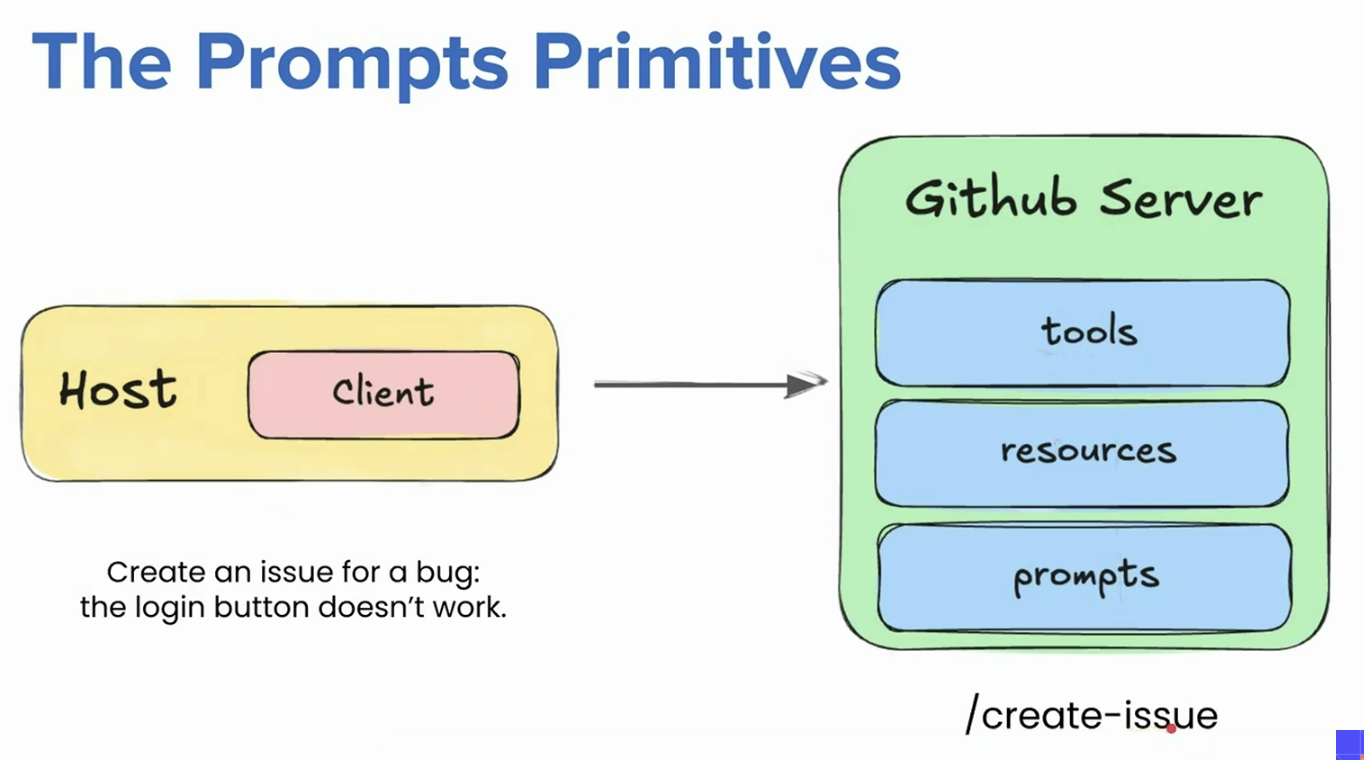 The Prompts Primitives
Github Server
tools
Host
Client
resources
prompts
Create an issue for a bug:
the login button doesn’t work.
/create-issue